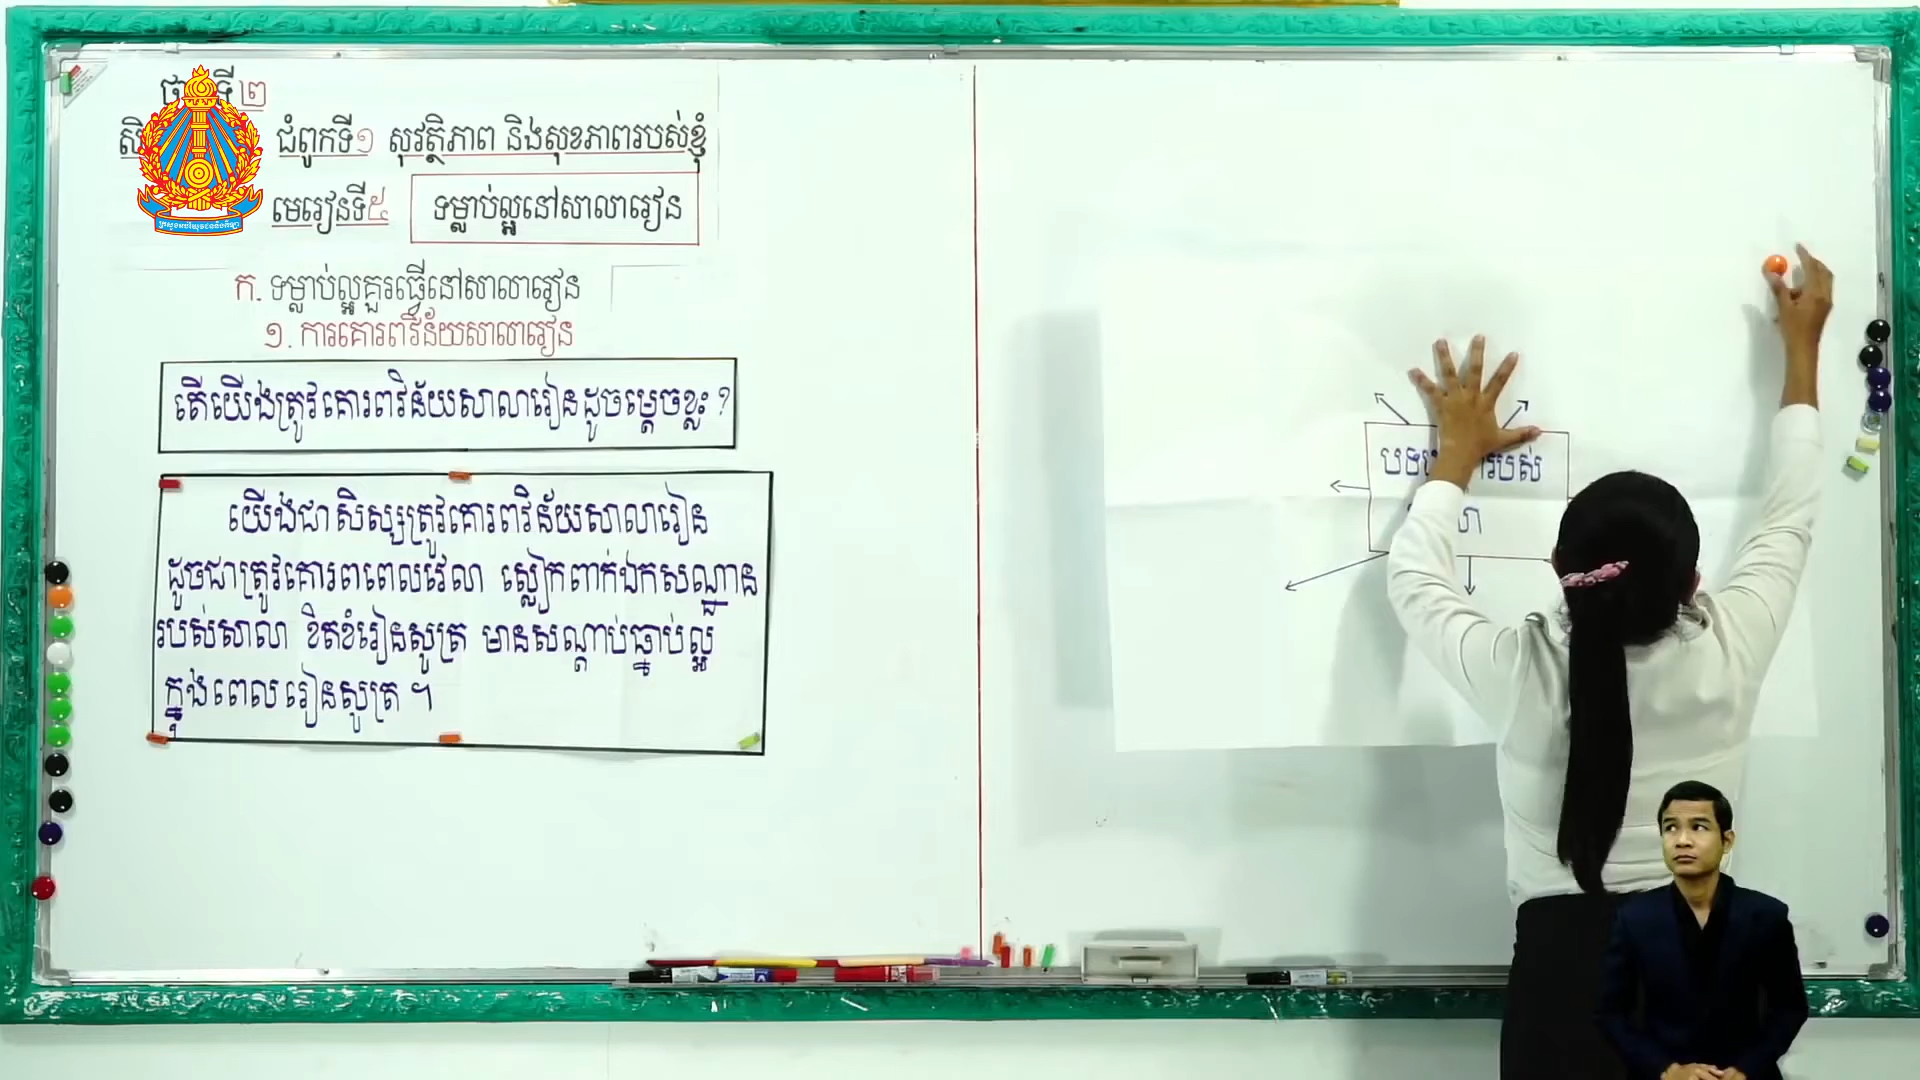 ទី២
ជំពូកទី១ សុវត្ថិភាព និងសុខភាពរបស់ខ្ញុំ
មេរៀនទី៥ ទម្លាប់ល្អនៅសាលារៀន
ក. ទម្លាប់ល្អគួរធ្វើនៅសាលារៀន
១. ការគោរពវិន័យសាលារៀន
តើយើងត្រូវគោរពវិន័យសាលារៀនដូចម្ដេចខ្លះ ?
យើងជាសិស្សត្រូវគោរពវិន័យសាលារៀន
ដូចជាត្រូវគោរពពេលវេលា ស្លៀកពាក់ឯកសណ្ឋាន
របស់សាលា ខិតខំរៀនសូត្រ មានសណ្ដាប់ធ្នាប់ល្អ
ក្នុងពេលរៀនសូត្រ ។
របស់